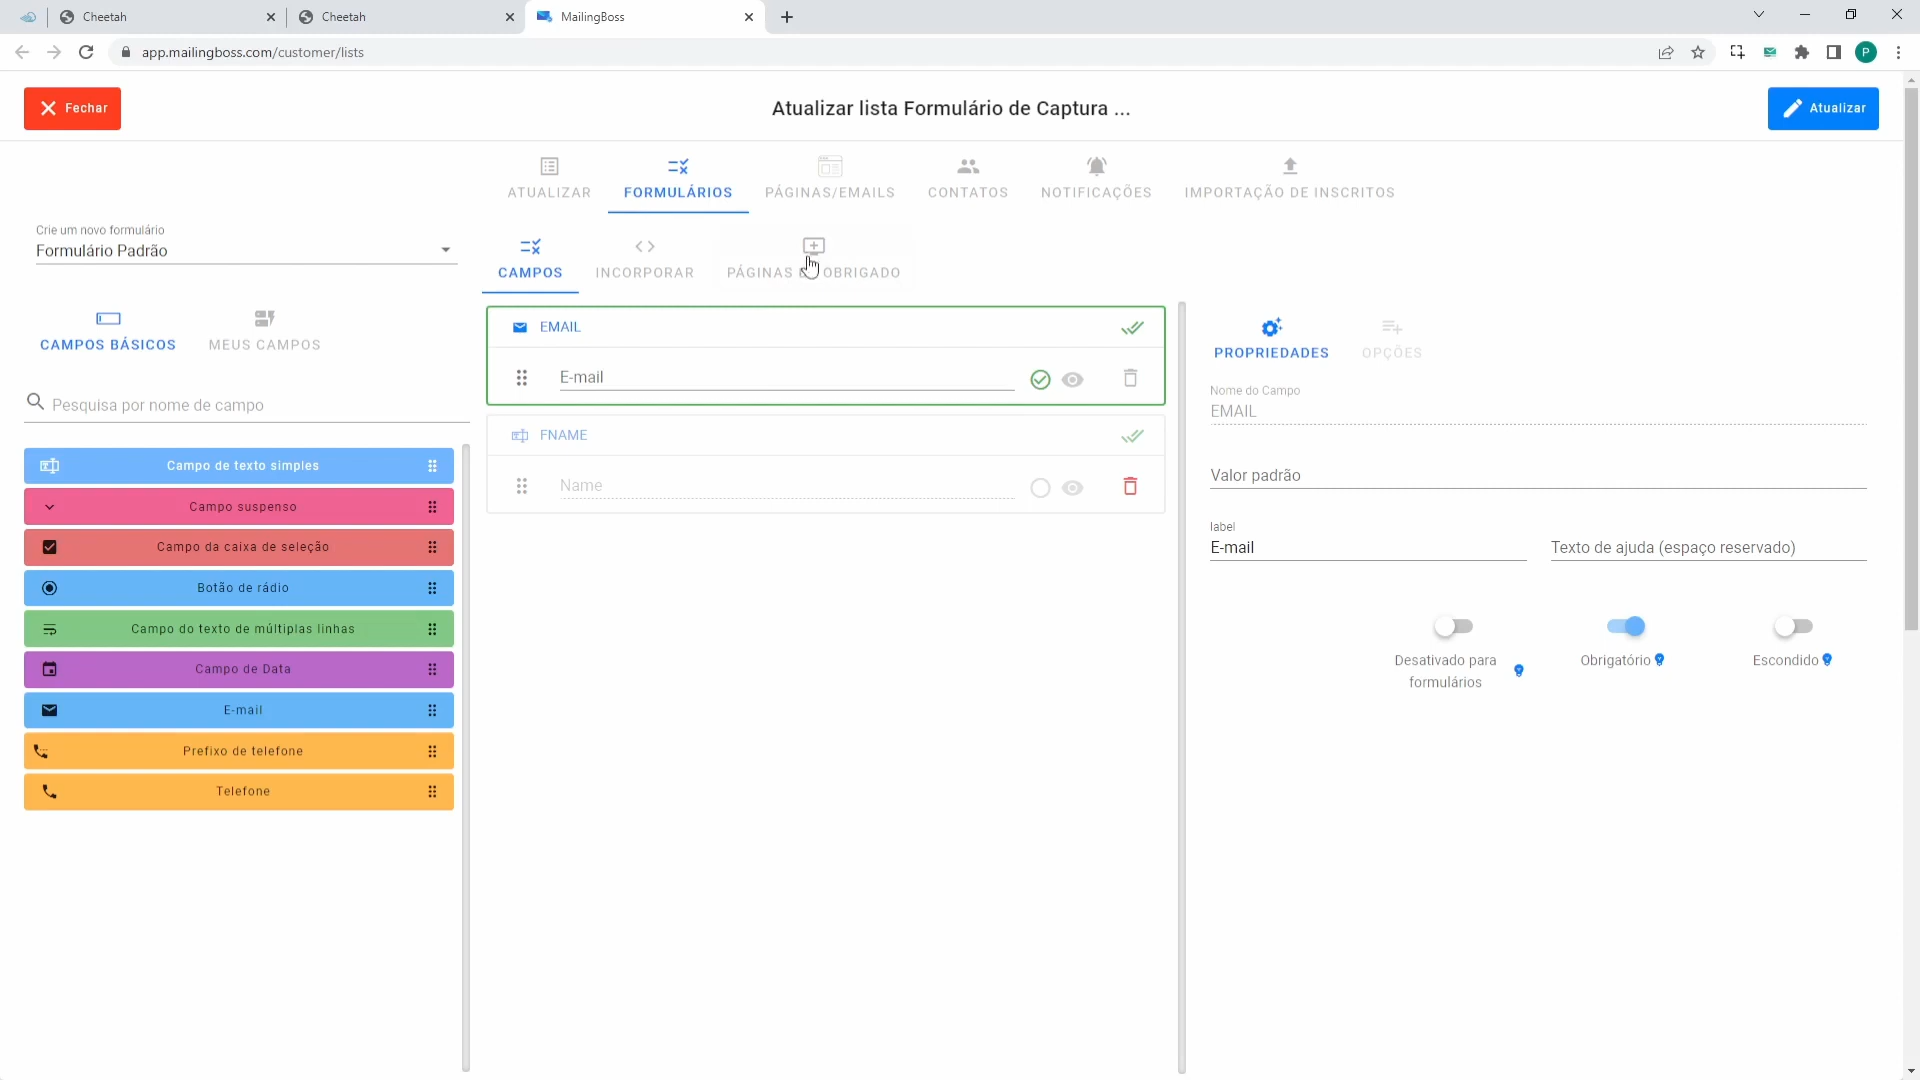 Cheetah
Cheetah
MailingBoss
app.mailingboss.com/customer/lists
P
Fechar
Atualizar lista Formulário de Captura ...
Atualizar
ATUALIZAR
FORMULÁRIOS
PÁGINAS/EMAILS
CONTATOS
NOTIFICAÇÕES
IMPORTAÇÃO DE INSCRITOS
Crie um novo formulário
Formulário Padrão
CAMPOS
INCORPORAR
PÁGINAS OBRIGADO
CAMPOS BÁSICOS
MEUS CAMPOS
Pesquisa por nome de campo
Campo de texto simples
Campo suspenso
Campo da caixa de seleção
Botão de rádio
Campo do texto de múltiplas linhas
Campo de Data
E-mail
Prefixo de telefone
Telefone
EMAIL
E-mail
FNAME
Name
PROPRIEDADES
OPÇÕES
Nome do Campo
EMAIL
Valor padrão
label
E-mail
Texto de ajuda (espaço reservado)
Desativado para
formulários
Obrigatório
Escondido